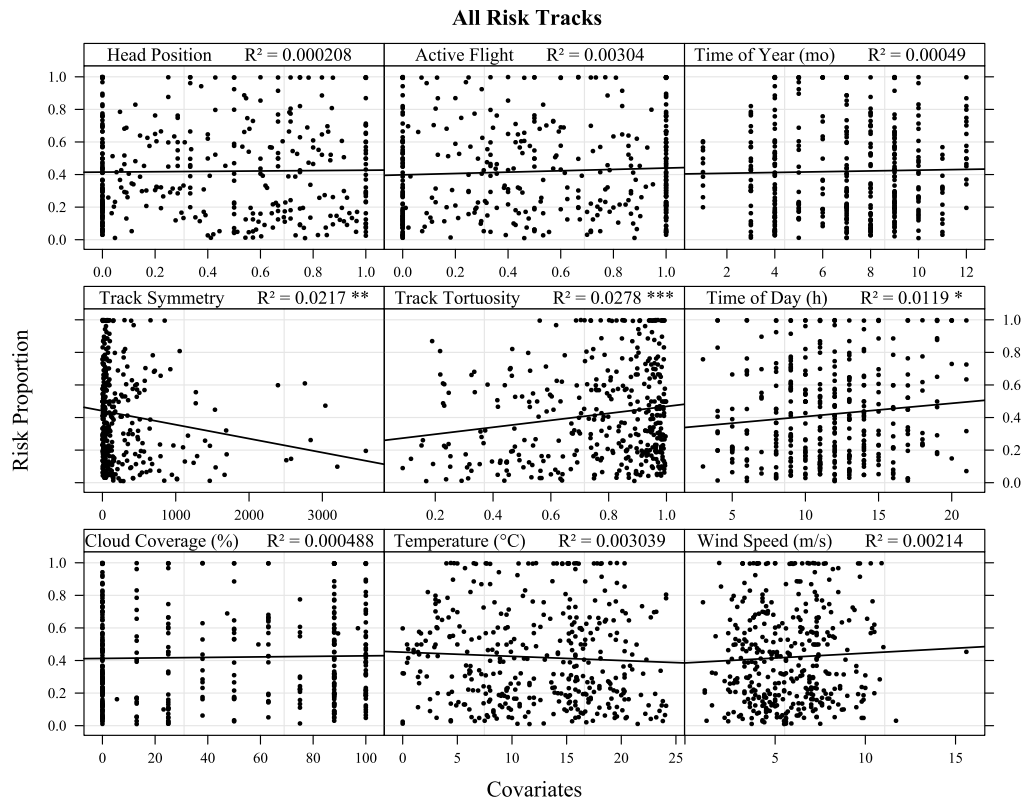 All Risk Tracks
Head Position R² = 0.000208 Active Flight R² = 0.00304 Time of Year (mo) R² = 0.00049
1.0
0.8
0.6
0.4
0.2
0.0
0.0 0.2 0.4 0.6 0.8 1.0 0.0 0.2 0.4 0.6 0.8 1.0 2 4 6 8 10 12
Track Symmetry R² = 0.0217 ** Track Tortuosity R² = 0.0278 *** Time of Day (h) R² = 0.0119 *
1.0
0.8
0.6
0.4
0.2
0.0
0 1000 2000 3000 0.2 0.4 0.6 0.8 1.0 5 10 15 20
Cloud Coverage (%) R² = 0.000488 Temperature (°C) R² = 0.003039 Wind Speed (m/s) R² = 0.00214
1.0
0.8
0.6
0.4
0.2
0.0
0 20 40 60 80 100 0 5 10 15 20 25 5 10 15
Risk Proportion
Covariates